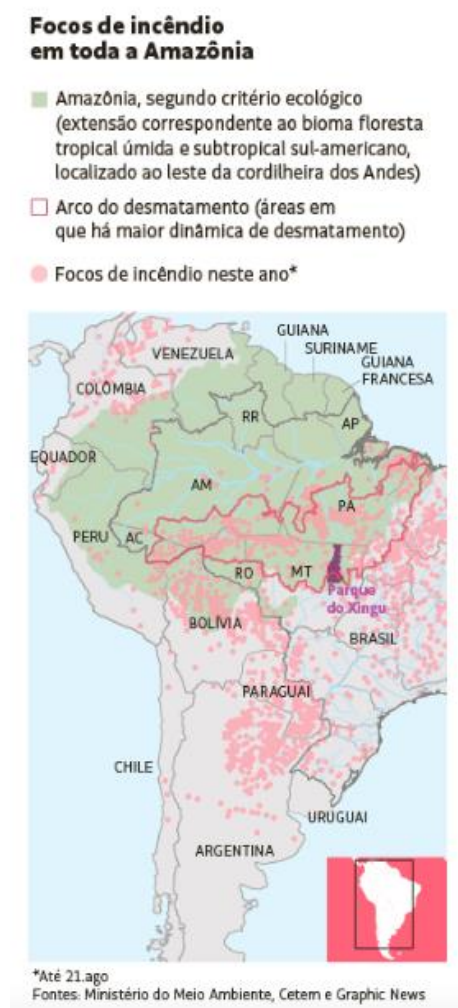 Focos de incêndio
em toda a Amazônia
Amazônia, segundo critério ecológico
(extensão correspondente ao bioma floresta
tropical úmida e subtropical sul-americano,
localizado ao leste da cordilheira dos Andes)
Arco do desmatamento (áreas em
que há maior dinâmica de desmatamento)
Focos de incêndio neste ano*
GUIANA
SURINAME
GUIANA
FRANCESA
VENEZUELA
COLÔMBIA
RR
AP
EQUADOR
AM
PA
PERU
AC
RO
MT
Parque
do Xingu
BOLÍVIA
BRASIL
PARAGUAI
CHILE
URUGUAI
ARGENTINA
*Até 21.ago
Fontes: Ministério do Meio Ambiente, Cetem e Graphic News